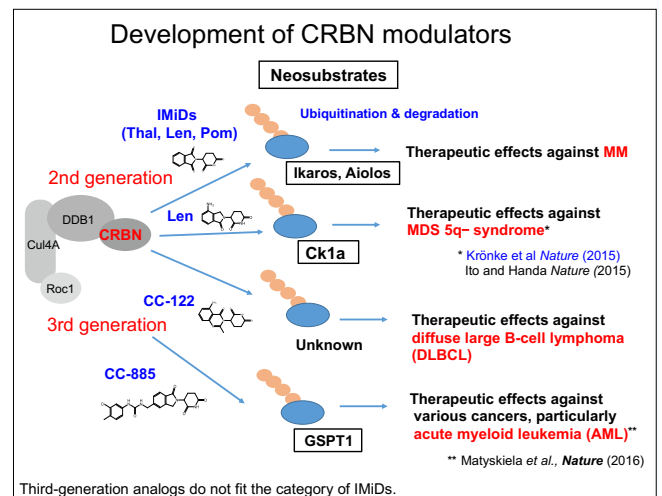 Development of CRBN modulators
Neosubstrates
IMiDs
(Thal, Len, Pom)
Ubiquitination & degradation
2nd generation
Ikaros, Aiolos
Therapeutic effects against MM
DDB1
CRBN
Cul4A
Roc1
Len
Ck1a
Therapeutic effects against
MDS 5q– syndrome*
* Krönke et al Nature (2015)
Ito and Handa Nature (2015)
CC-122
3rd generation
Unknown
Therapeutic effects against
diffuse large B-cell lymphoma
(DLBCL)
CC-885
GSPT1
Therapeutic effects against
various cancers, particularly
acute myeloid leukemia (AML)**
** Matyskiela et al., Nature (2016)
Third-generation analogs do not fit the category of IMiDs.